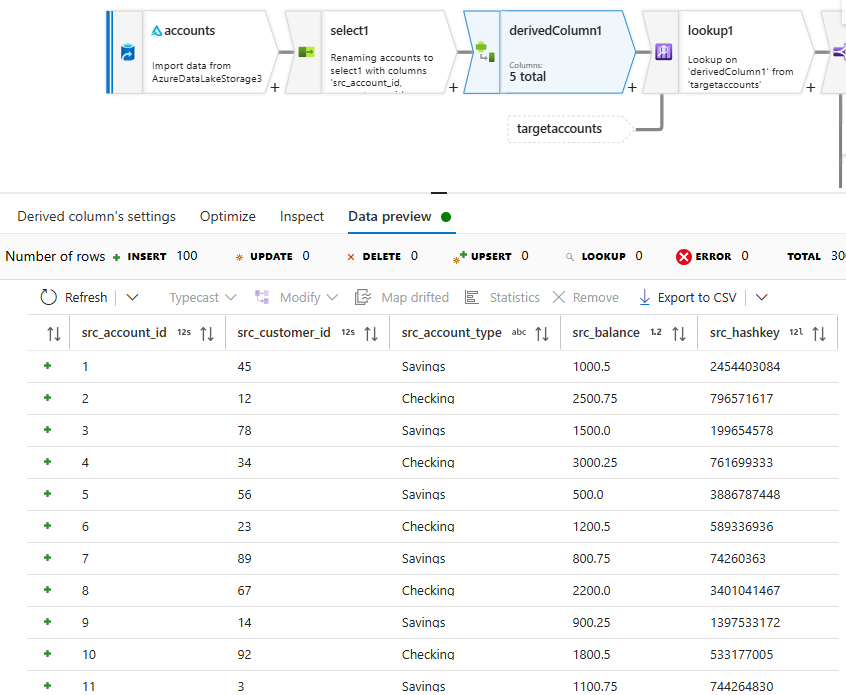 accounts
Import data from
AzureDataLakeStorage3
select1
Renaming accounts to
select1 with columns
'src_account_id,
derivedColumn1
Columns:
5 total
lookup1
Lookup on
'derivedColumn1' from
'targetaccounts'
targetaccounts
Derived column's settings Optimize Inspect Data preview
Number of rows INSERT 100 UPDATE 0 DELETE 0 UPSERT 0 LOOKUP 0 ERROR 0 TOTAL
Refresh Typecast Modify Map drifted Statistics Remove Export to CSV
src_account_id 12s src_customer_id 12s src_account_type abc src_balance 1.2 src_hashkey 12l
1 45 Savings 1000.5 2454403084
2 12 Checking 2500.75 796571617
3 78 Savings 1500.0 199654578
4 34 Checking 3000.25 761699333
5 56 Savings 500.0 3886787448
6 23 Checking 1200.5 589336936
7 89 Savings 800.75 74260363
8 67 Checking 2200.0 3401041467
9 14 Savings 900.25 1397533172
10 92 Checking 1800.5 533177005
11 3 Savings 1100.75 744264830